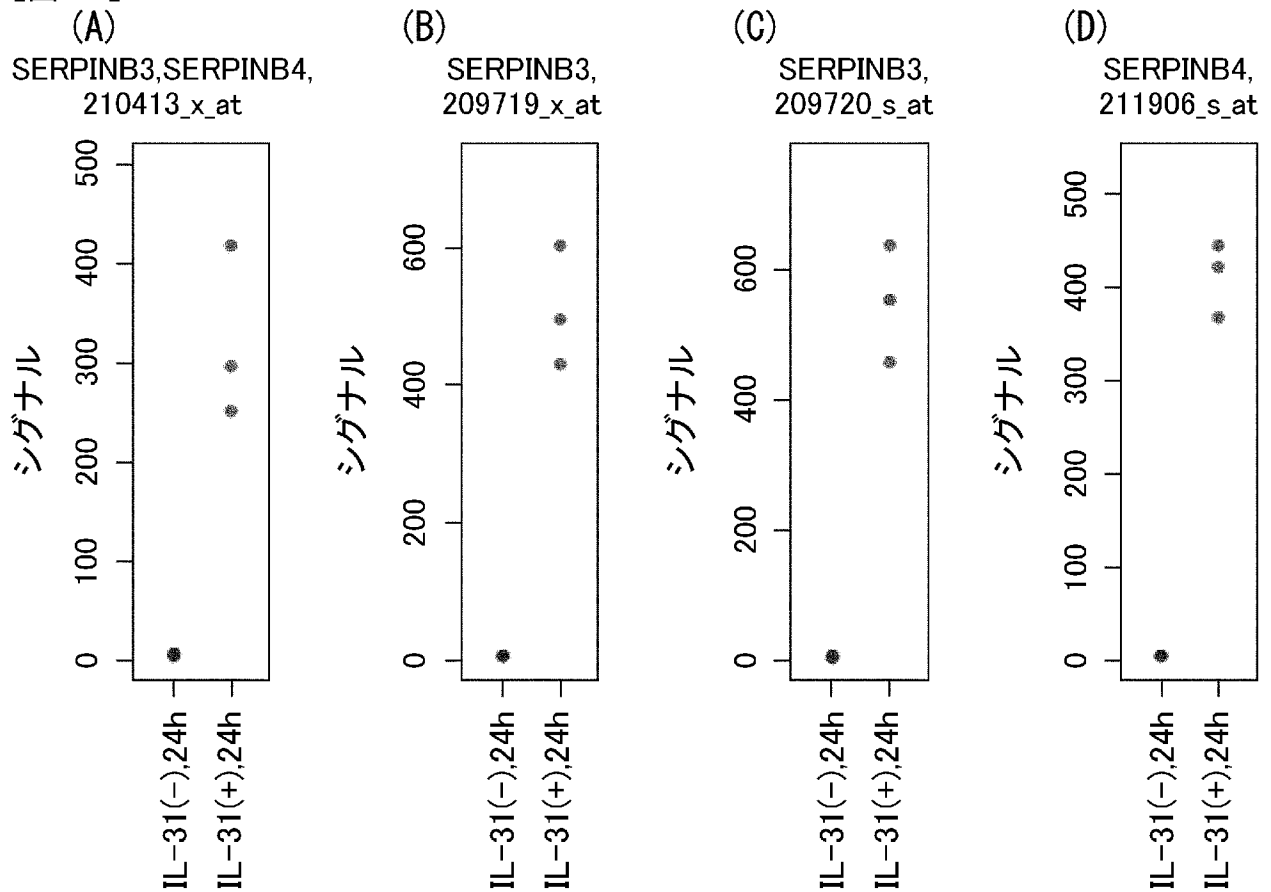 (A)
SERPINB3,SERPINB4,
210413_x_at
シグナル
500
400
300
200
100
0
IL-31(-),24h
IL-31(+),24h
(B)
SERPINB3,
209719_x_at
シグナル
600
400
200
0
IL-31(-),24h
IL-31(+),24h
(C)
SERPINB3,
209720_s_at
シグナル
600
400
200
0
IL-31(-),24h
IL-31(+),24h
(D)
SERPINB4,
211906_s_at
シグナル
500
400
300
200
100
0
IL-31(-),24h
IL-31(+),24h